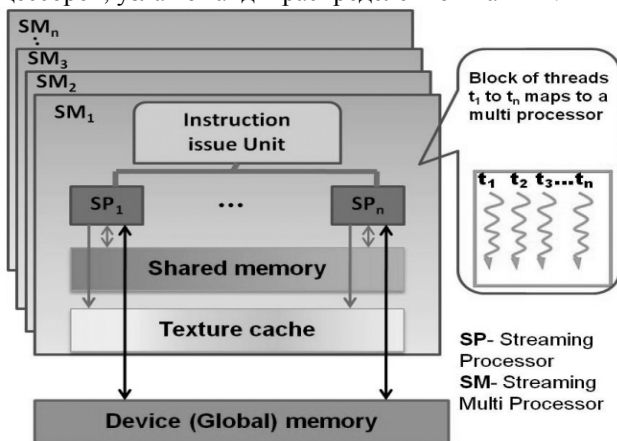 SMn
SM3
SM2
SM1
Instruction
issue Unit
SP1
...
SPn
Shared memory
Texture cache
Device (Global) memory
Block of threads
t1 to tn maps to a
multi processor
t1 t2 t3...tn
SP- Streaming
Processor
SM- Streaming
Multi Processor